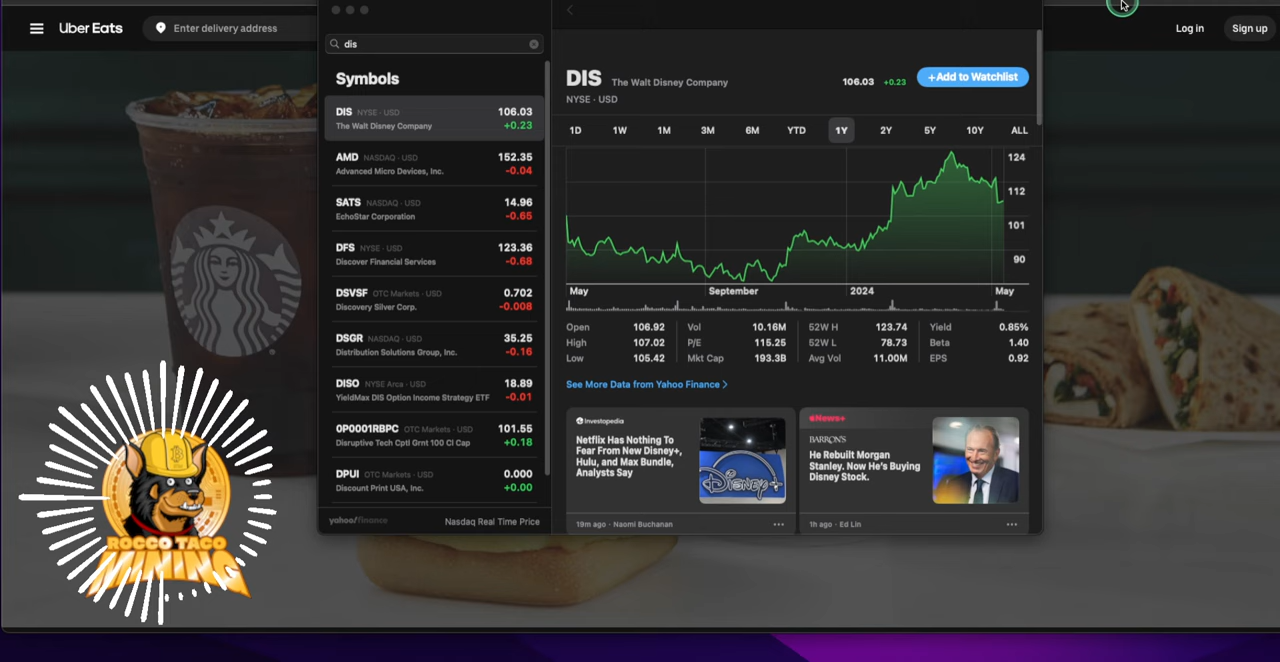 Uber Eats
Enter delivery address
Log in
Sign up
dis
Symbols
DIS NYSE · USD 106.03
The Walt Disney Company +0.23
AMD NASDAQ · USD 152.35
Advanced Micro Devices, Inc. -0.04
SATS NASDAQ · USD 14.96
EchoStar Corporation -0.65
DFS NYSE · USD 123.36
Discover Financial Services -0.68
DSVSF OTC Markets · USD 0.702
Discovery Silver Corp. -0.008
DSGR NASDAQ · USD 35.25
Distribution Solutions Group, Inc. -0.16
DISO NYSE Arca · USD 18.89
YieldMax DIS Option Income Strategy ETF -0.01
0P0001RBPC OTC Markets · USD 101.55
Disruptive Tech Cptl Grnt 100 Cl Cap +0.18
DPUI OTC Markets · USD 0.000
Discount Print USA, Inc. +0.00
yahoo/finance Nasdaq Real Time Price
DIS The Walt Disney Company 106.03 +0.23 +Add to Watchlist
NYSE · USD
1D 1W 1M 3M 6M YTD 1Y 2Y 5Y 10Y ALL
124
112
101
90
May September 2024 May
Open 106.92 Vol 10.16M 52W H 123.74 Yield 0.85%
High 107.02 P/E 115.25 52W L 78.73 Beta 1.40
Low 105.42 Mkt Cap 193.3B Avg Vol 11.00M EPS 0.92
See More Data from Yahoo Finance >
Investopedia
Netflix Has Nothing To
Fear From New Disney+,
Hulu, and Max Bundle,
Analysts Say
Disney+
19m ago · Naomi Buchanan
News+
BARRON'S
He Rebuilt Morgan
Stanley. Now He's Buying
Disney Stock.
1h ago · Ed Lin
ROCCO TACO
MINING